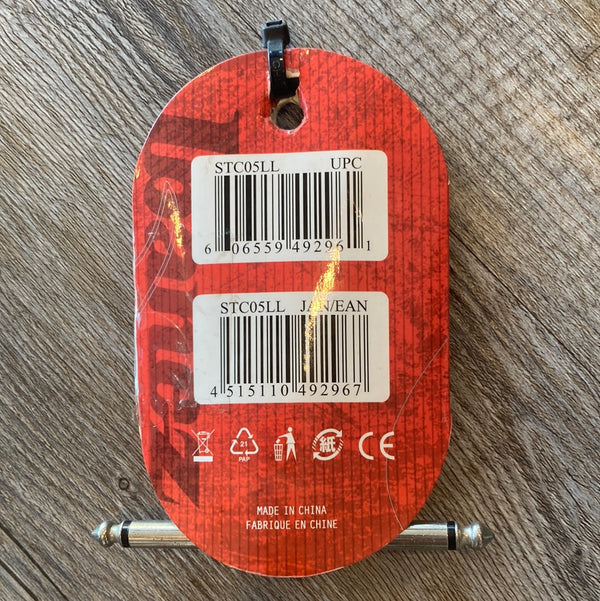 Ibanez
STC05LL UPC
6 06559 49296 1
STC05LL JAN/EAN
4 515110 492967
21
PAP
紙
CE
MADE IN CHINA
FABRIQUE EN CHINE